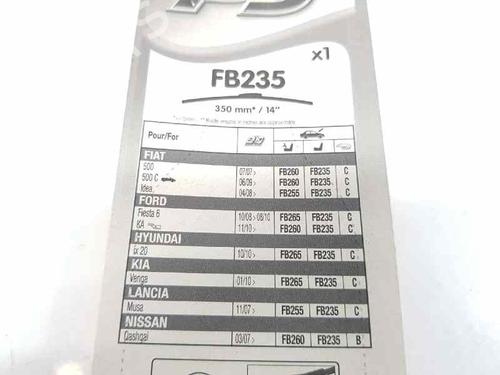 x1
FB235
350 mm* / 14"
Pour/For
FIAT
500 07/07> FB260 FB235 C
500 C 06/09> FB260 FB235 C
Idea 04/08> FB255 FB235 C
FORD
Fiesta 6 10/08>08/10 FB265 FB235 C
KA 11/10> FB260 FB235 C
HYUNDAI
ix 20 10/10> FB265 FB235 C
KIA
Venga 01/10> FB265 FB235 C
LANCIA
Musa 11/07> FB255 FB235 C
NISSAN
Qashqai 03/07> FB260 FB235 B